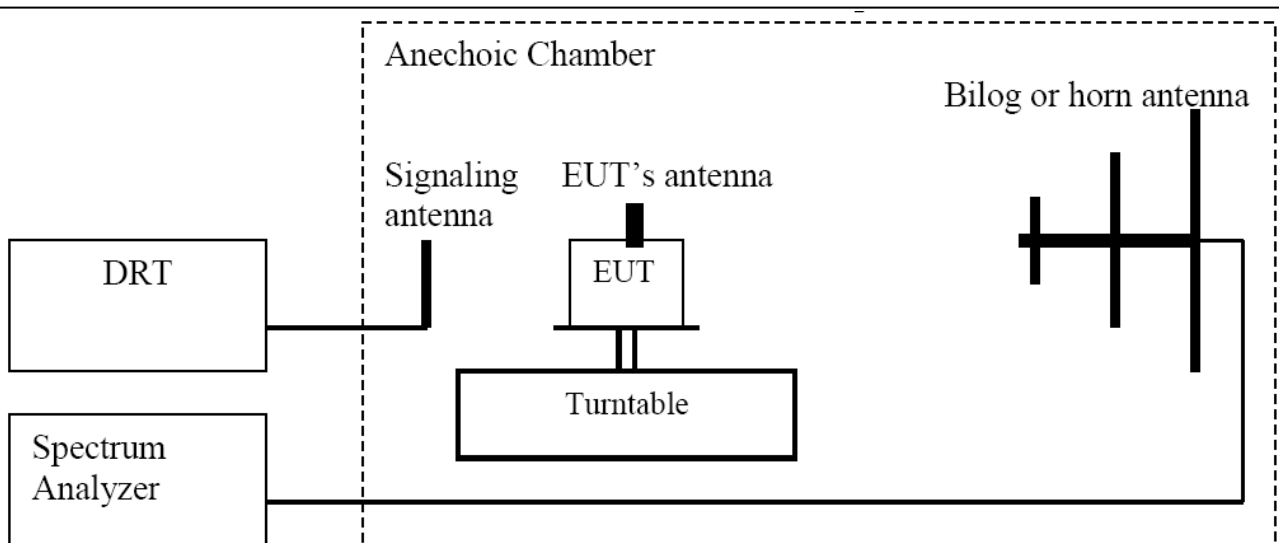 Anechoic Chamber
Bilog or horn antenna
Signaling
antenna
EUT’s antenna
DRT
EUT
Turntable
Spectrum
Analyzer